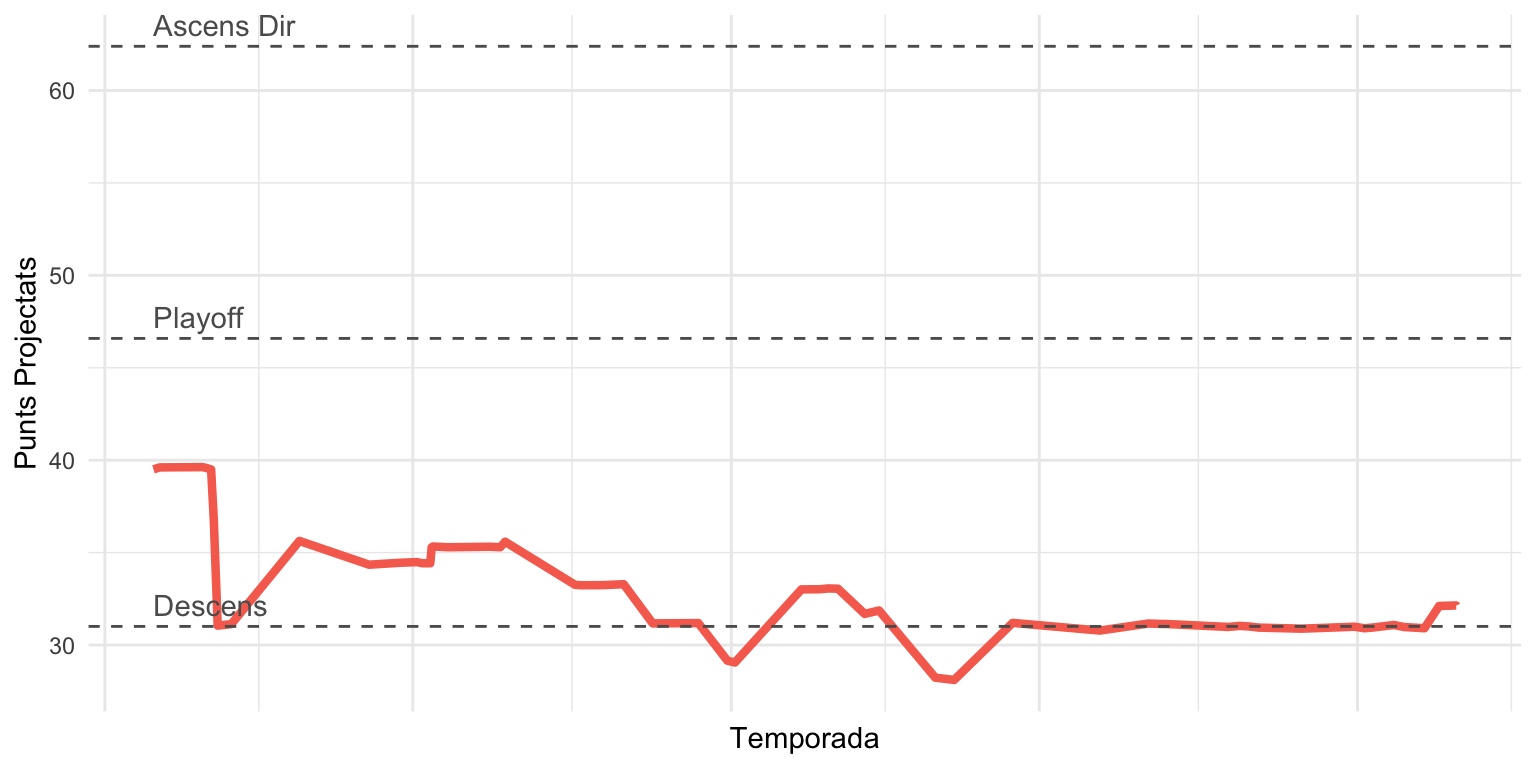 Ascens Dir
60
50
Playoff
40
Descens
30
Punts Projectats
Temporada